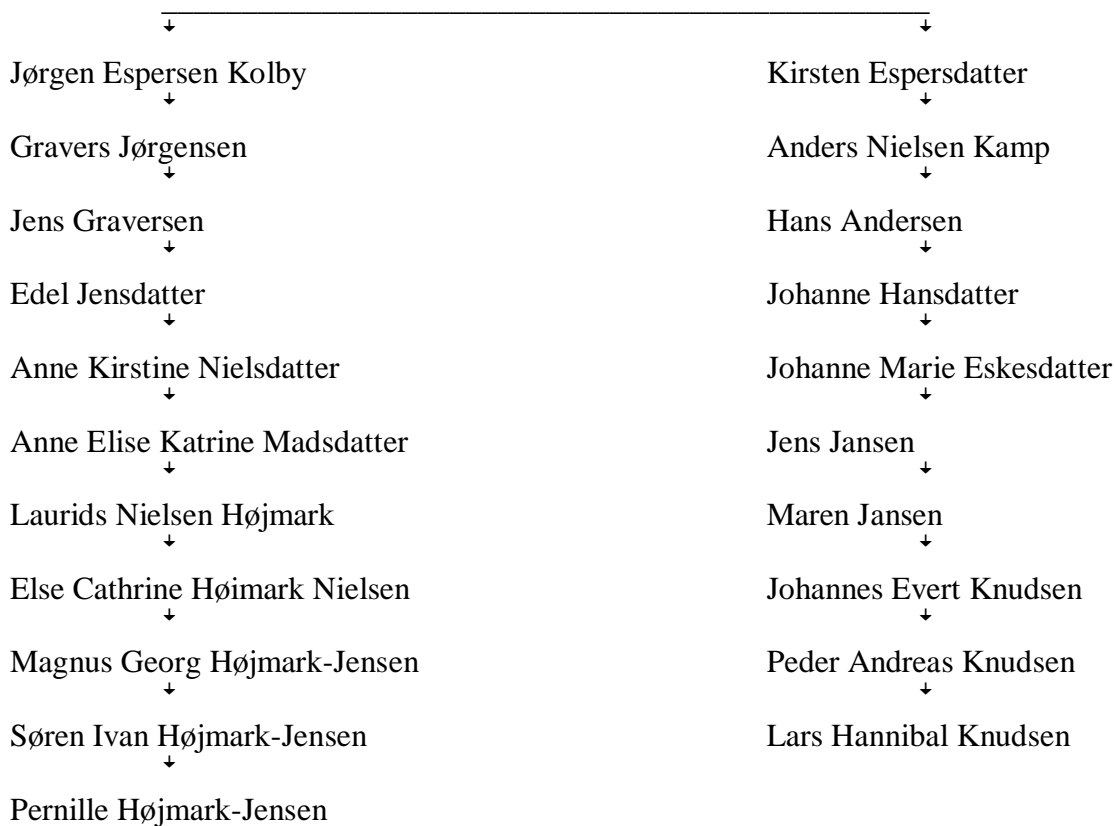 Jørgen Espersen Kolby
Kirsten Espersdatter
Gravers Jørgensen
Anders Nielsen Kamp
Jens Graversen
Hans Andersen
Edel Jensdatter
Johanne Hansdatter
Anne Kirstine Nielsdatter
Johanne Marie Eskesdatter
Anne Elise Katrine Madsdatter
Jens Jansen
Laurids Nielsen Højmark
Maren Jansen
Else Cathrine Høimark Nielsen
Johannes Evert Knudsen
Magnus Georg Højmark-Jensen
Peder Andreas Knudsen
Søren Ivan Højmark-Jensen
Lars Hannibal Knudsen
Pernille Højmark-Jensen